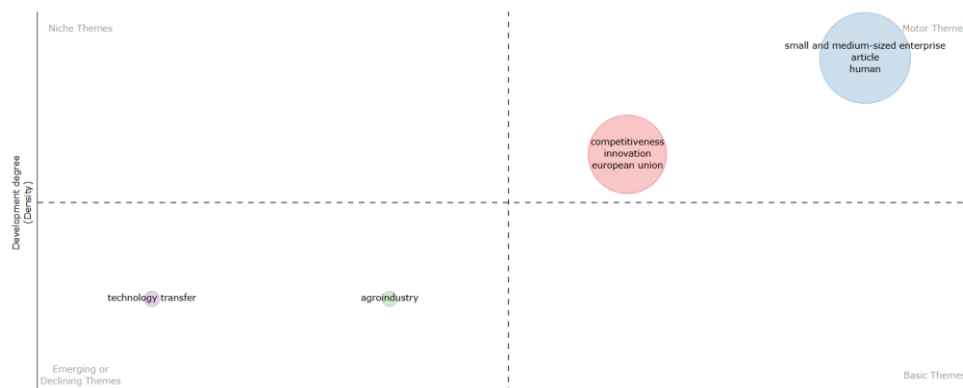 Niche Themes
Motor Themes
small and medium-sized enterprise
article
human
competitiveness
innovation
european union
Development degree
(Density)
technology transfer
agroindustry
Emerging or
Declining Themes
Basic Themes